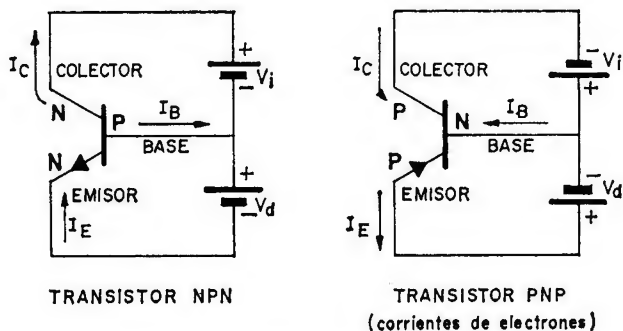 +
I_C
COLECTOR
V_i
N
-
P
I_B
N
BASE
+
EMISOR
V_d
-
I_E
TRANSISTOR NPN
-
I_C
COLECTOR
V_i
P
+
N
I_B
P
BASE
-
EMISOR
V_d
+
I_E
TRANSISTOR PNP
(corrientes de electrones)